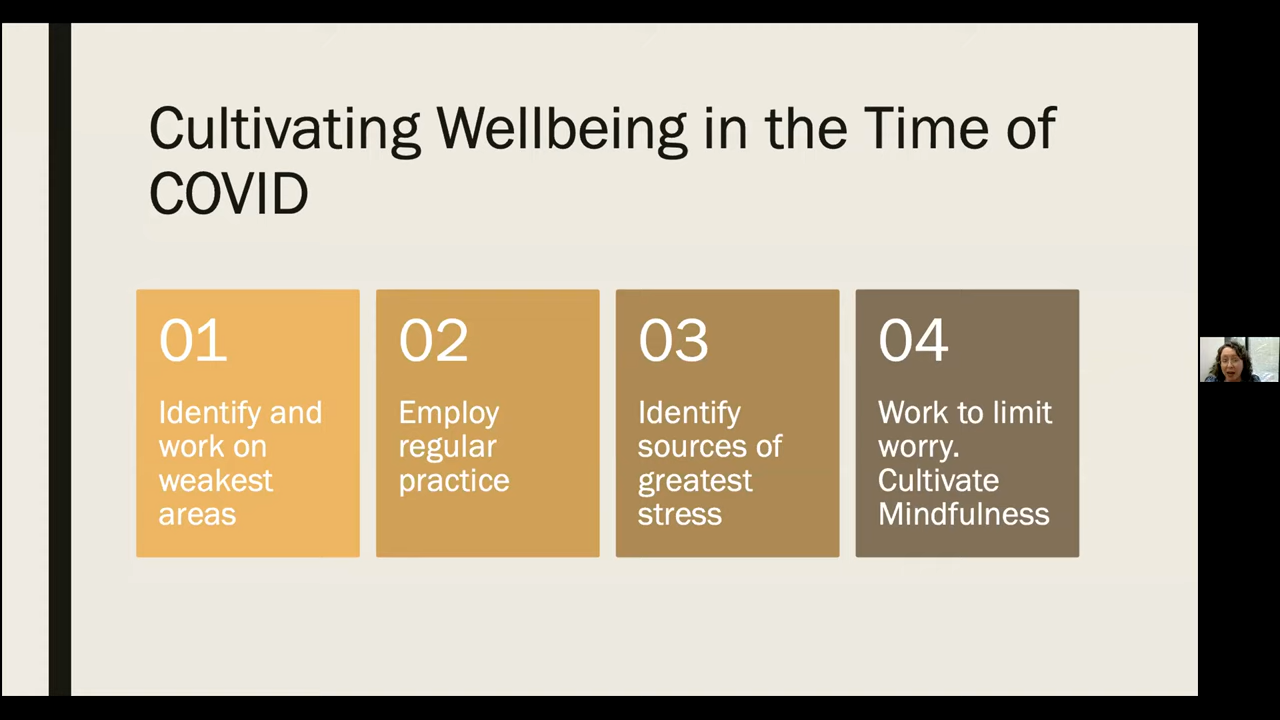 Cultivating Wellbeing in the Time of
COVID
01
Identify and
work on
weakest
areas
02
Employ
regular
practice
03
Identify
sources of
greatest
stress
04
Work to limit
worry.
Cultivate
Mindfulness